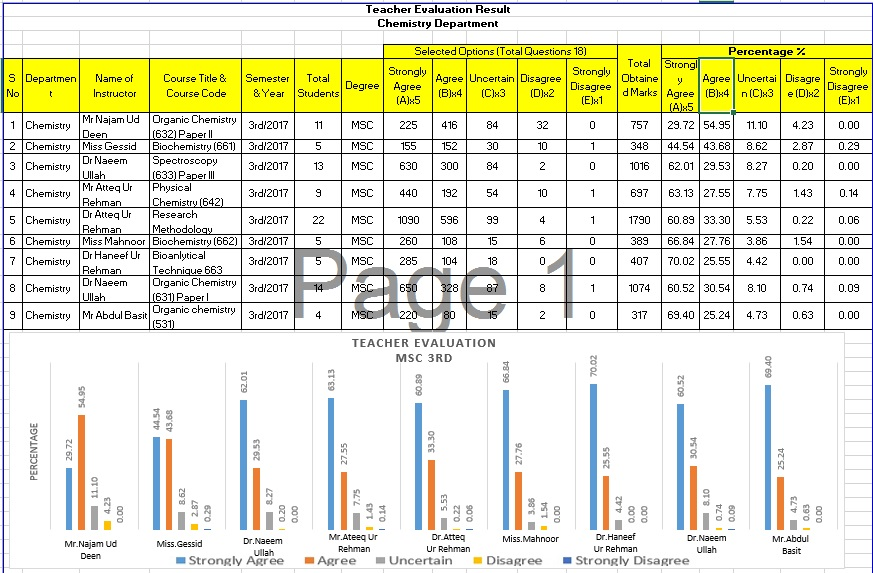 Teacher Evaluation Result
Chemistry Department
Selected Options (Total Questions 18) Percentage %
S No Departmen t Name of Instructor Course Title & Course Code Semester & Year Total Students Degree Strongly Agree (A)x5 Agree (B)x4 Uncertain (C)x3 Disagree (D)x2 Strongly Disagree (E)x1 Total Obtaine d Marks Strongl y Agree (A)x5 Agree (B)x4 Uncertai n (C)x3 Disagre e (D)x2 Strongly Disagree (E)x1
1 Chemistry Mr Najam Ud Deen Organic Chemistry (632) Paper II 3rd/2017 11 MSC 225 416 84 32 0 757 29.72 54.95 11.10 4.23 0.00
2 Chemistry Miss Gessid Biochemistry (661) 3rd/2017 5 MSC 155 152 30 10 1 348 44.54 43.68 8.62 2.87 0.29
3 Chemistry Dr Naeem Ullah Spectroscopy (633) Paper III 3rd/2017 13 MSC 630 300 84 2 0 1016 62.01 29.53 8.27 0.20 0.00
4 Chemistry Mr Atteq Ur Rehman Physical Chemistry (642) 3rd/2017 9 MSC 440 192 54 10 1 697 63.13 27.55 7.75 1.43 0.14
5 Chemistry Dr Atteq Ur Rehman Research Methodology 3rd/2017 22 MSC 1090 596 99 4 1 1790 60.89 33.30 5.53 0.22 0.06
6 Chemistry Miss Mahnoor Biochemistry (662) 3rd/2017 5 MSC 260 108 15 6 0 389 66.84 27.76 3.86 1.54 0.00
7 Chemistry Dr Haneef Ur Rehman Bioanlytical Technique 663 3rd/2017 5 MSC 285 104 18 0 0 407 70.02 25.55 4.42 0.00 0.00
8 Chemistry Dr Naeem Ullah Organic Chemistry (631) Paper I 3rd/2017 14 MSC 650 328 87 8 1 1074 60.52 30.54 8.10 0.74 0.09
9 Chemistry Mr Abdul Basit Organic chemistry (531) 3rd/2017 4 MSC 220 80 15 2 0 317 69.40 25.24 4.73 0.63 0.00
Page 1
TEACHER EVALUATION
MSC 3RD
PERCENTAGE
29.72 54.95 11.10 4.23 0.00
44.54 43.68 8.62 2.87 0.29
62.01 29.53 8.27 0.20 0.00
63.13 27.55 7.75 1.43 0.14
60.89 33.30 5.53 0.22 0.06
66.84 27.76 3.86 1.54 0.00
70.02 25.55 4.42 0.00 0.00
60.52 30.54 8.10 0.74 0.09
69.40 25.24 4.73 0.63 0.00
Mr.Najam Ud Deen Miss.Gessid Dr.Naeem Ullah Mr.Ateeq Ur Rehman Dr.Atteq Ur Rehman Miss.Mahnoor Dr.Haneef Ur Rehman Dr.Naeem Ullah Mr.Abdul Basit
Strongly Agree Agree Uncertain Disagree Strongly Disagree